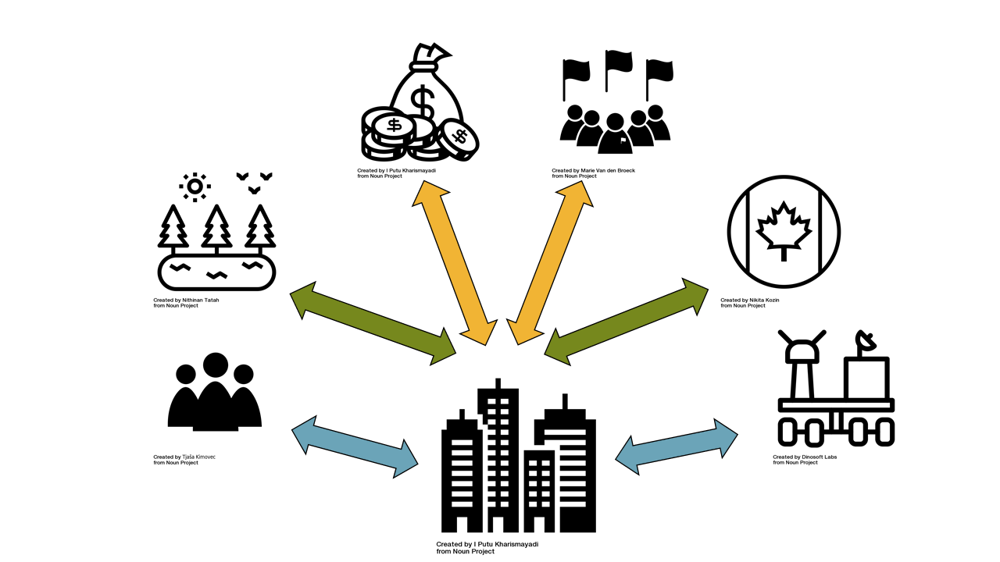 $
$
$
Created by I Putu Kharismayadi
from Noun Project
Created by Marie Van den Broeck
from Noun Project
Created by Nithinan Tatah
from Noun Project
Created by Nikita Kozin
from Noun Project
Created by Tjaša Kimovec
from Noun Project
Created by Dinosoft Labs
from Noun Project
Created by I Putu Kharismayadi
from Noun Project